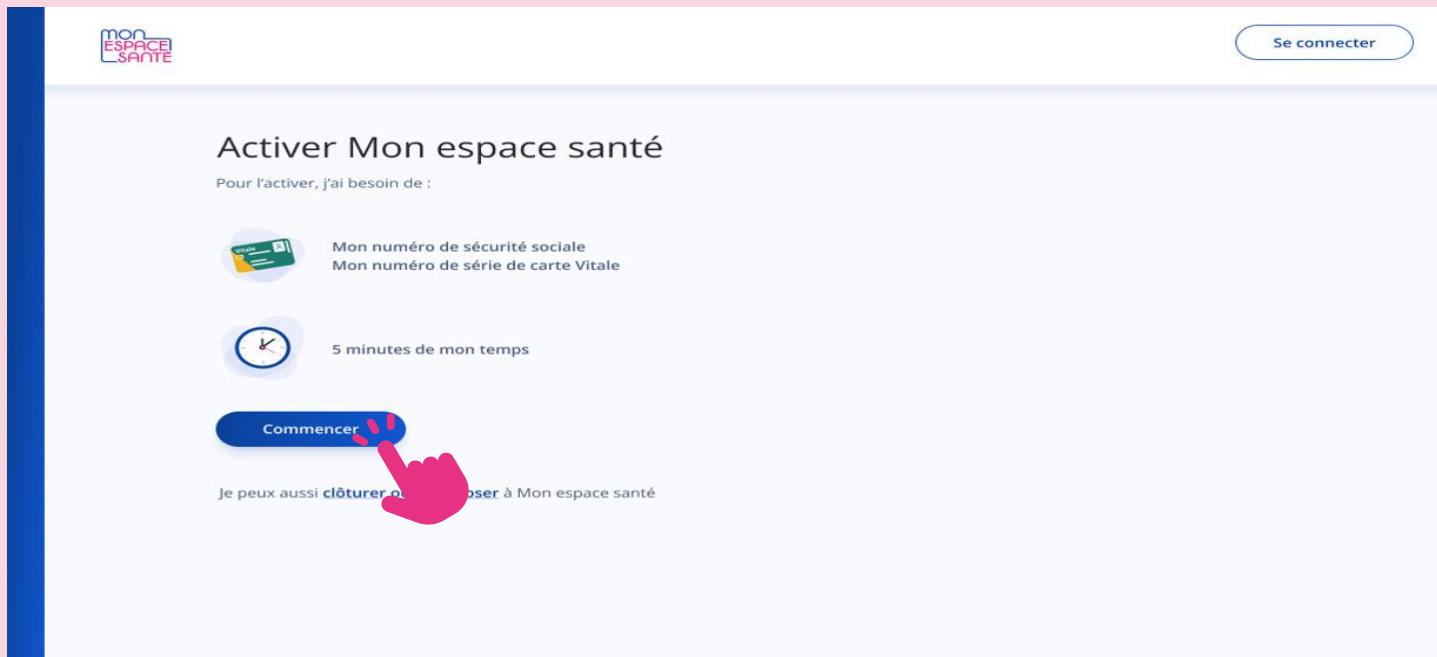 mon
ESPACE
SANTÉ
Se connecter
Activer Mon espace santé
Pour l'activer, j'ai besoin de :
vitale
Mon numéro de sécurité sociale
Mon numéro de série de carte Vitale
5 minutes de mon temps
Commencer
Je peux aussi clôturer à Mon espace santé